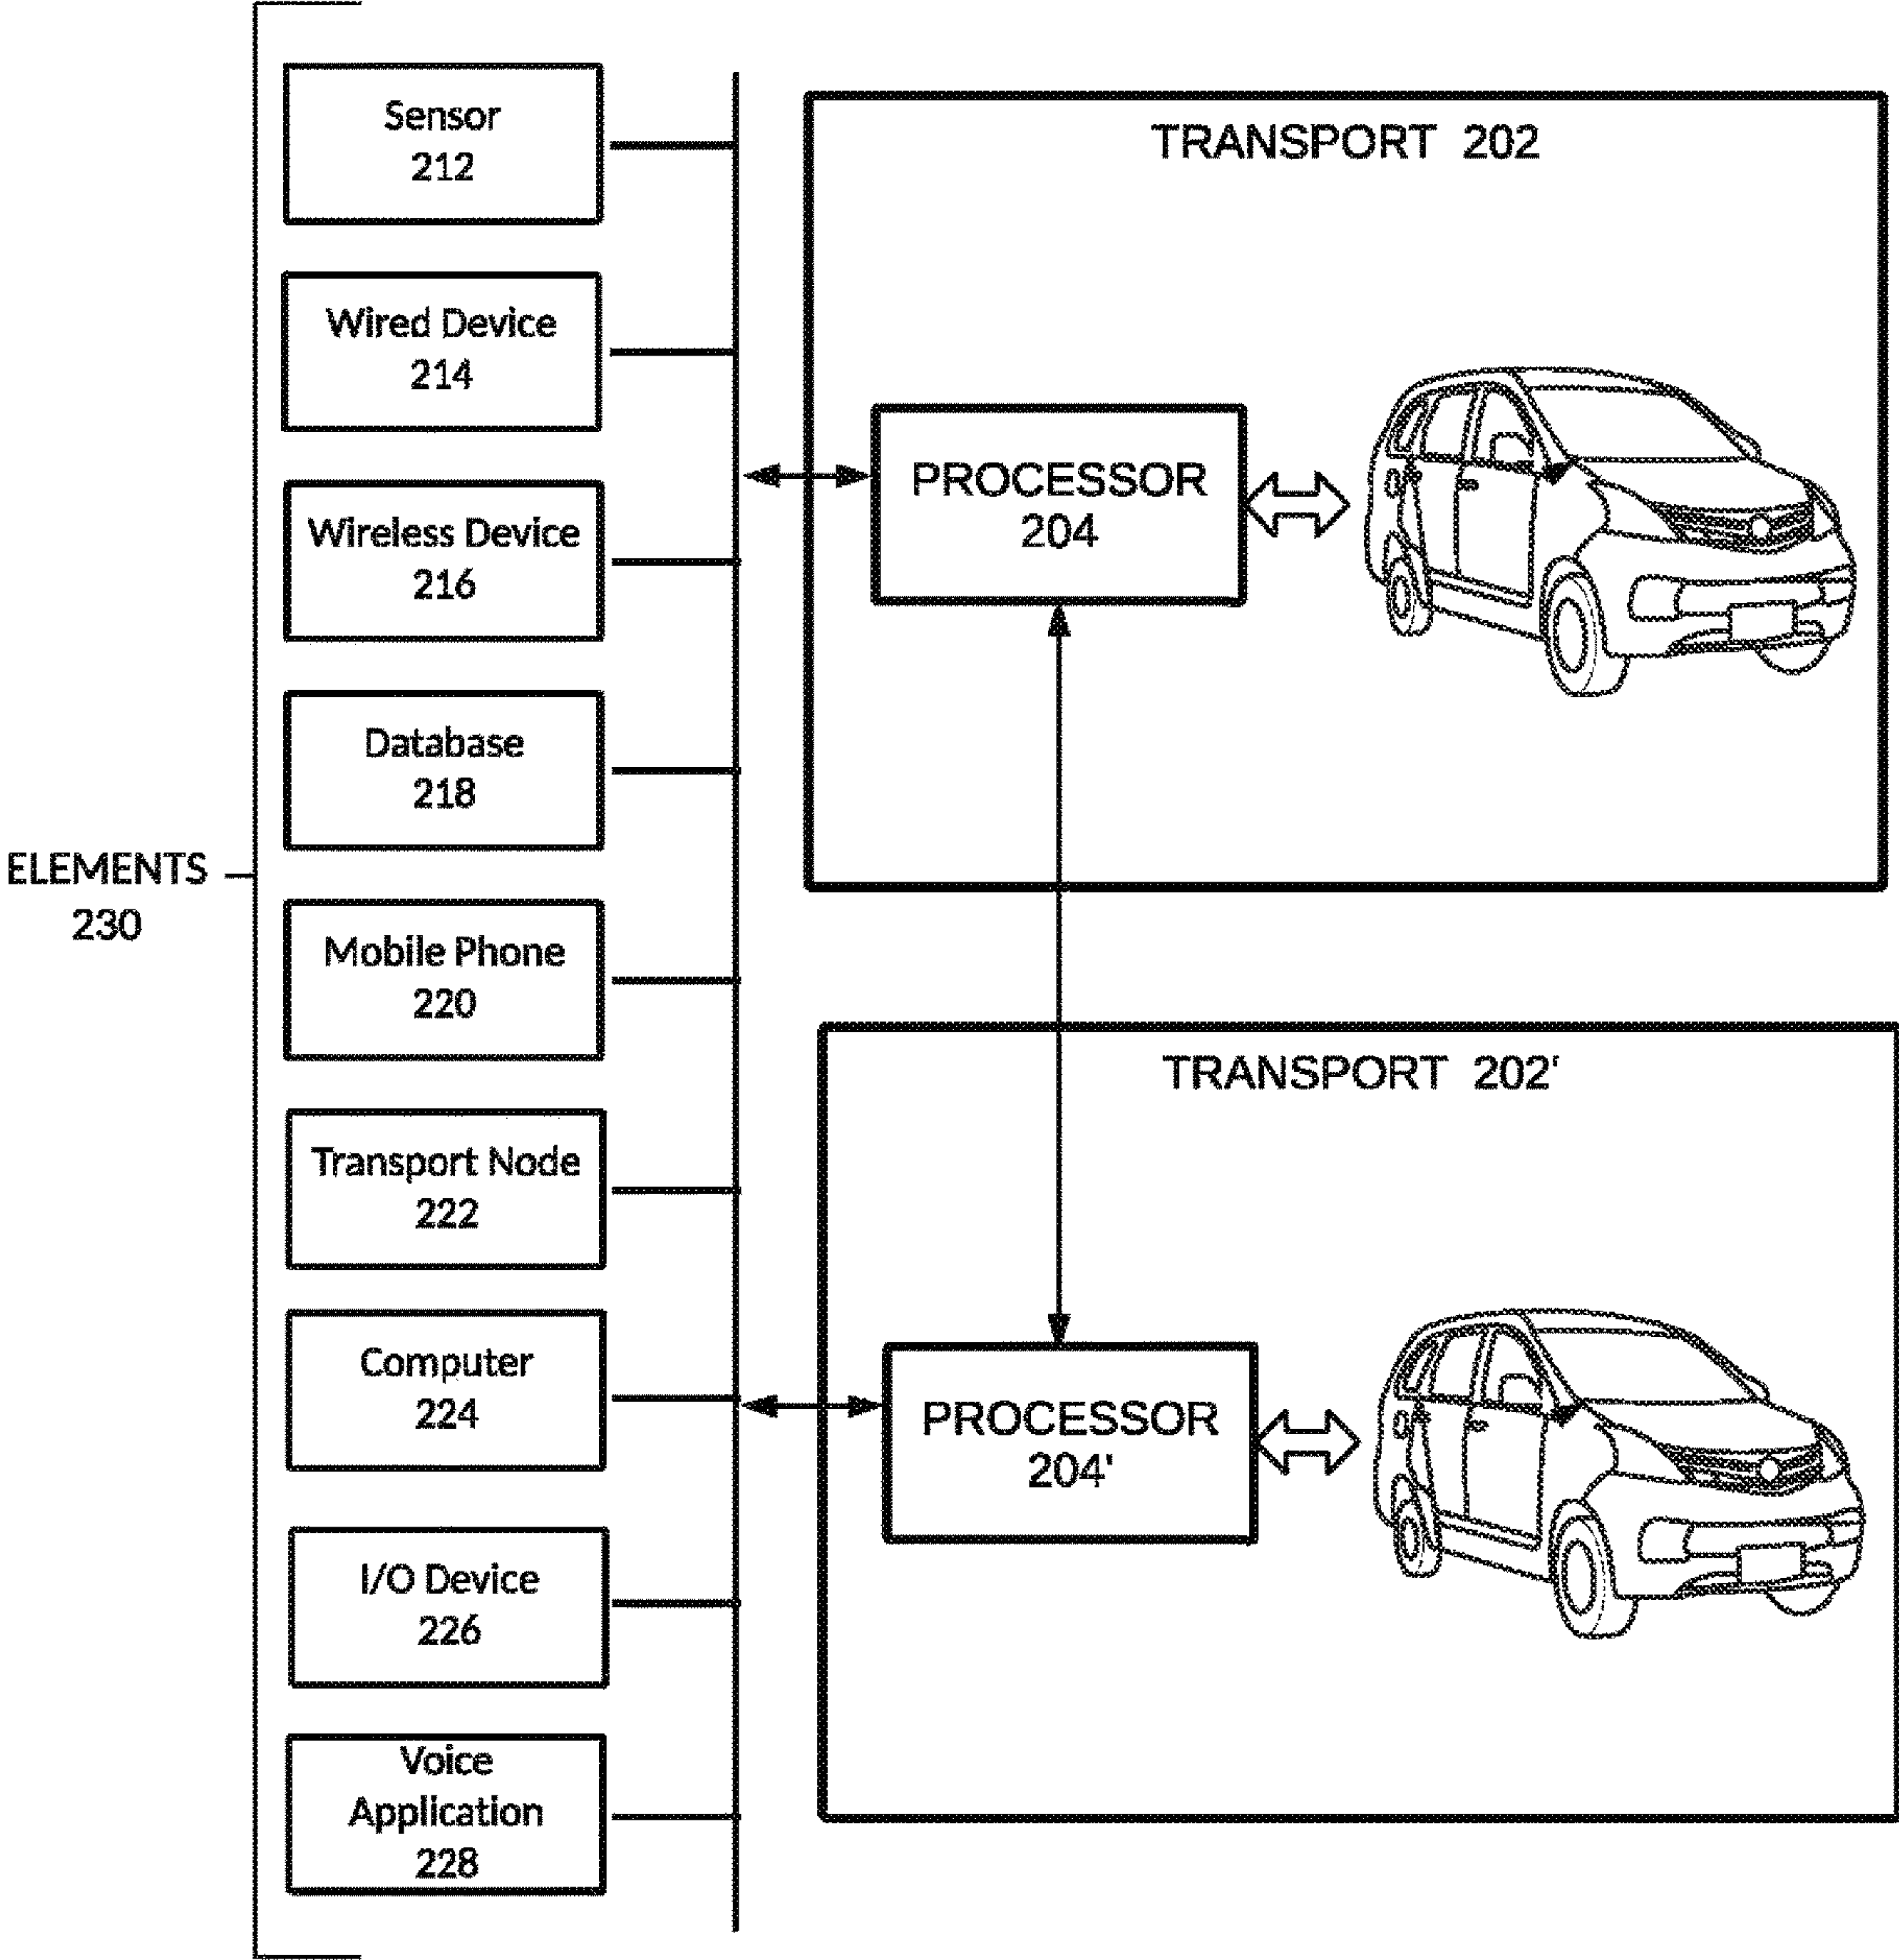 ELEMENTS
230
Sensor
212
Wired Device
214
Wireless Device
216
Database
218
Mobile Phone
220
Transport Node
222
Computer
224
I/O Device
226
Voice
Application
228
TRANSPORT 202
PROCESSOR
204
TRANSPORT 202'
PROCESSOR
204'